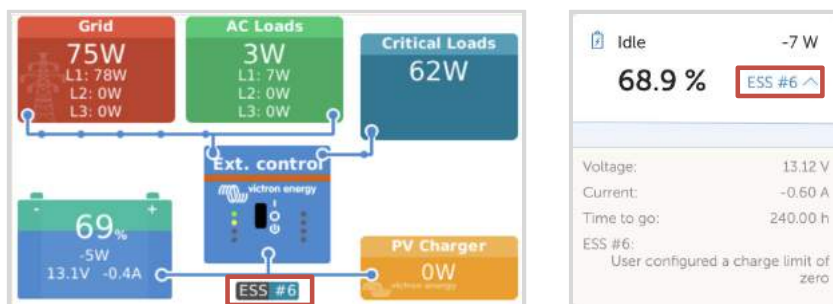 Grid
75W
L1: 78W
L2: 0W
L3: 0W
AC Loads
3W
L1: 7W
L2: 0W
L3: 0W
Critical Loads
62W
Ext. control
victron energy
- +
69%
-5W
13.1V -0.4A
ESS #6
PV Charger
0W
victron energy
Idle -7 W
68.9 % ESS #6
Voltage: 13.12 V
Current: -0.60 A
Time to go: 240.00 h
ESS #6:
User configured a charge limit of
zero